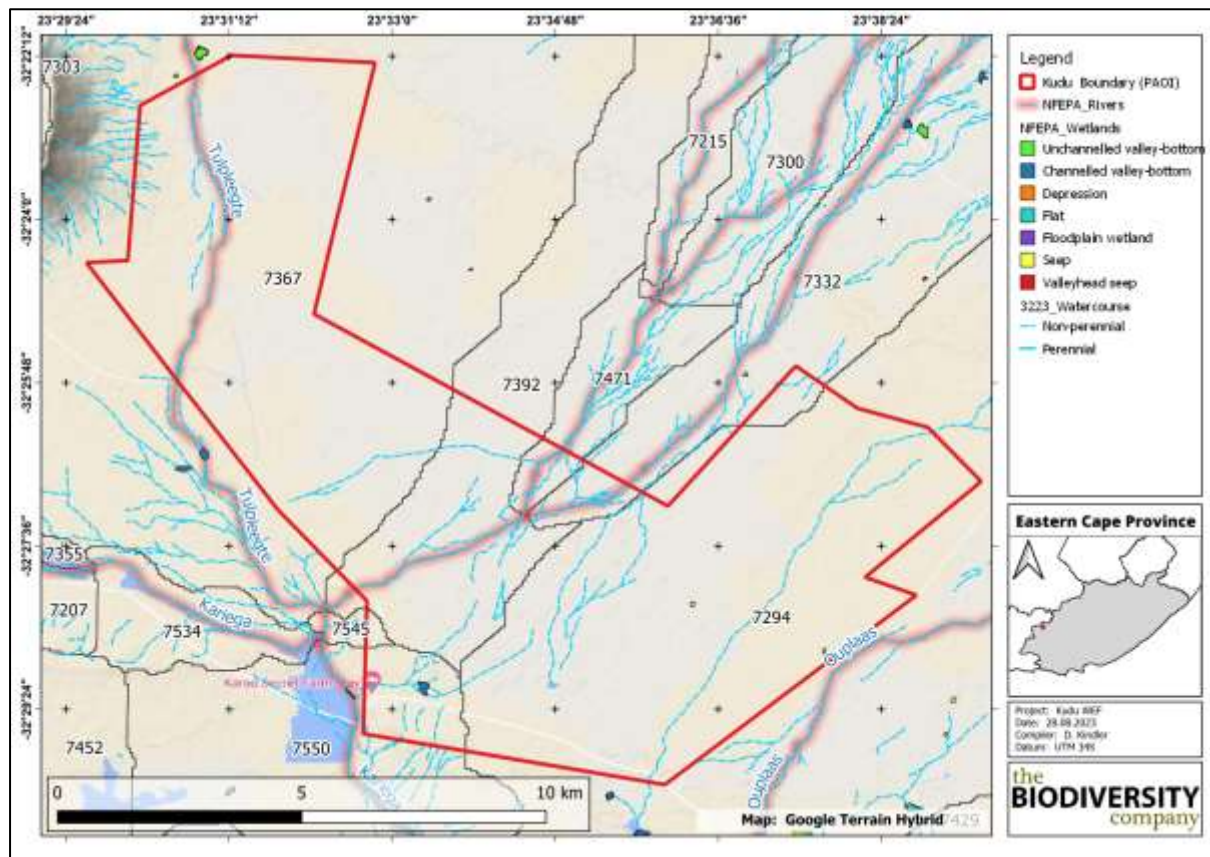 23°29'24"
23°31'12"
23°33'0"
23°34'48"
23°36'36"
23°38'24"
-32°22'12"
-32°24'0"
-32°25'48"
-32°27'36"
-32°29'24"
7303
7215
7300
Tulpleegte
7367
7332
7392
7471
Tulpleegte
7355
7207
Kariega
7534
7545
7294
Ouplaas
7452
7550
Kariega
Ouplaas
0
5
10 km
Map: Google Terrain Hybrid
7429
Legend
Kudu Boundary (PAOI)
NFEPA_Rivers
NFEPA_Wetlands
Unchannelled valley-bottom
Channelled valley-bottom
Depression
Flat
Floodplain wetland
Seep
Valleyhead seep
3223_Watercourse
Non-perennial
Perennial
Eastern Cape Province
Project: Kudu WEF
Date: 28.08.2023
Compiler: D. Kindler
Datum: UTM 34S
the
BIODIVERSITY
company